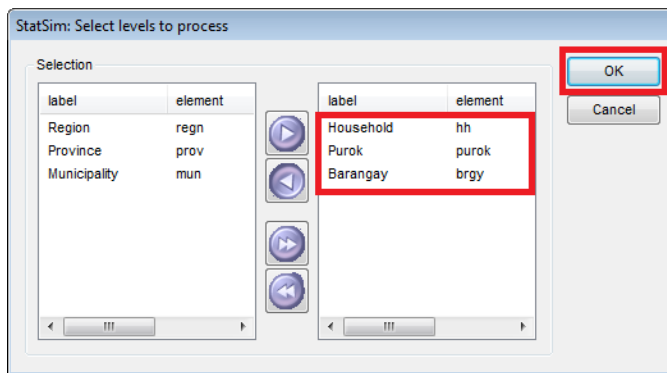 StatSim: Select levels to process
Selection
label element
Region regn
Province prov
Municipality mun
label element
Household hh
Purok purok
Barangay brgy
OK
Cancel